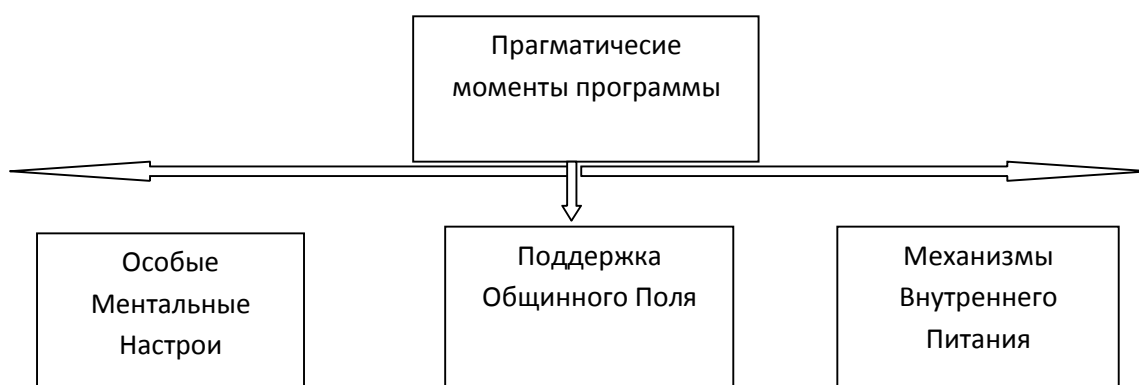 Прагматичесие
моменты программы
Особые
Ментальные
Настрои
Поддержка
Общинного Поля
Механизмы
Внутреннего
Питания